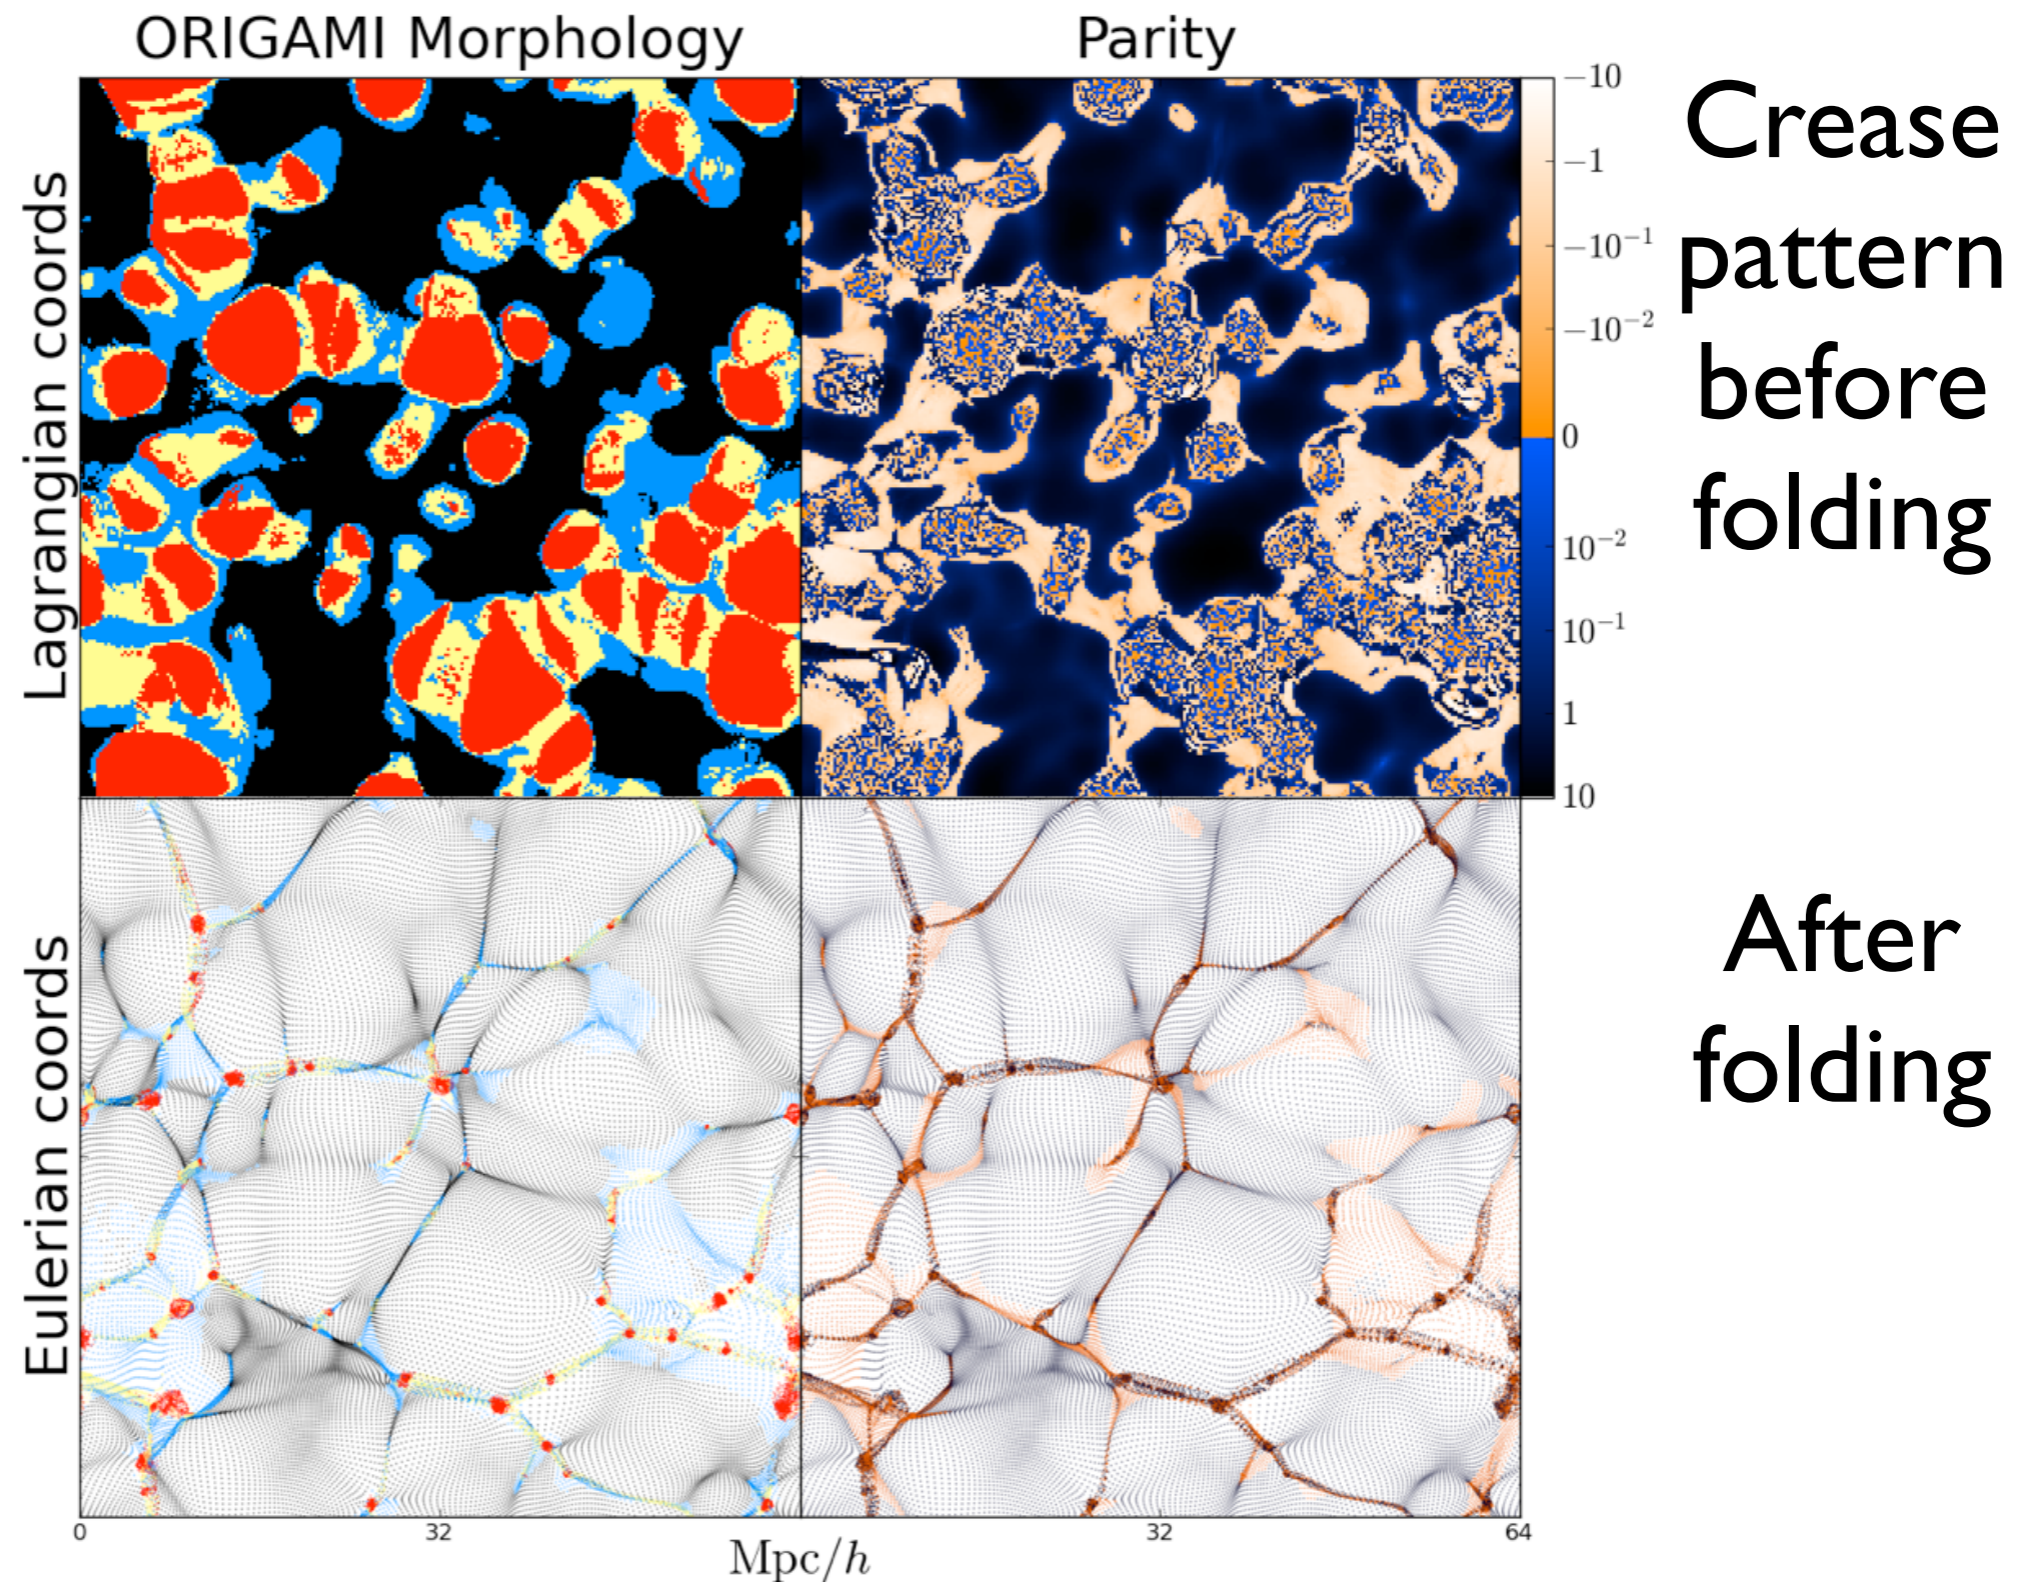 ORIGAMI Morphology
Parity
Lagrangian coords
−10
−1
−10⁻¹
−10⁻²
0
10⁻²
10⁻¹
1
10
Crease
pattern
before
folding
Eulerian coords
After
folding
0
32
32
64
Mpc/h